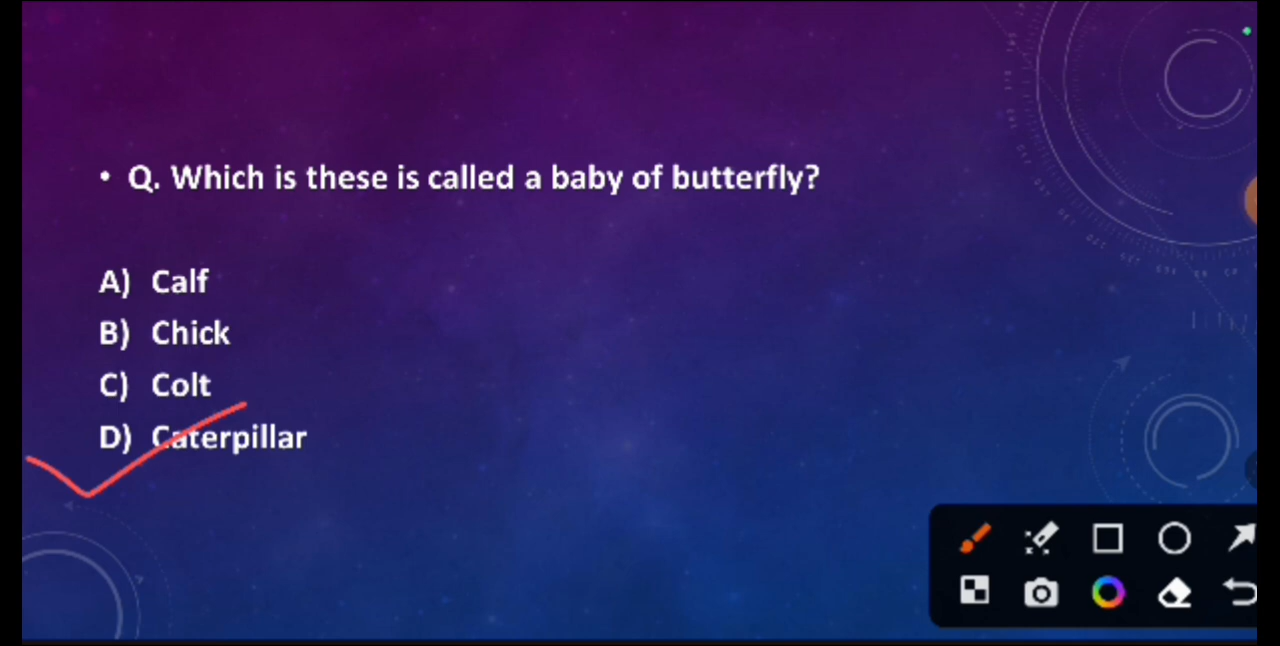 • Q. Which is these is called a baby of butterfly?
A) Calf
B) Chick
C) Colt
D) Caterpillar